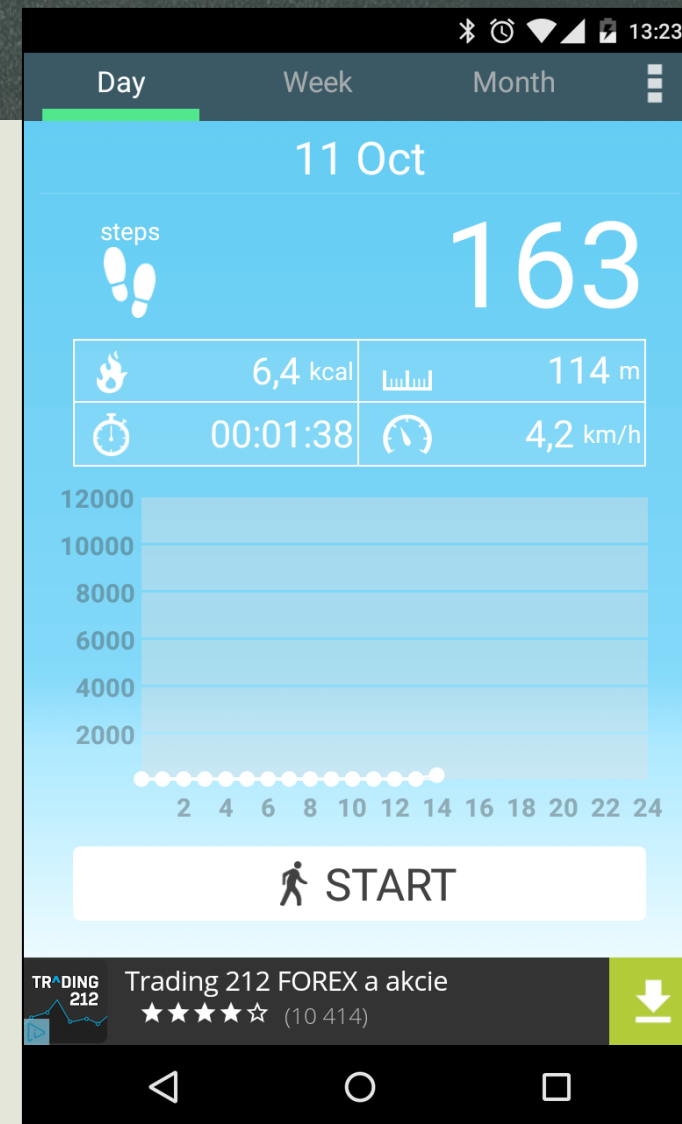 13:23
Day Week Month
11 Oct
steps
163
6,4 kcal 114 m
00:01:38 4,2 km/h
12000
10000
8000
6000
4000
2000
2 4 6 8 10 12 14 16 18 20 22 24
START
TRADING
212
Trading 212 FOREX a akcie
(10 414)